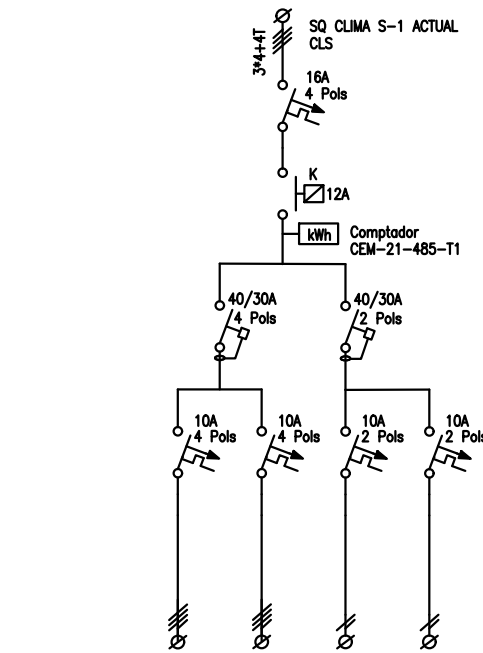 SQ CLIMA S-1 ACTUAL
CLS
3*4+4T
16A
4 Pols
K
12A
kWh
Comptador
CEM-21-485-T1
40/30A
4 Pols
40/30A
2 Pols
10A
4 Pols
10A
4 Pols
10A
2 Pols
10A
2 Pols